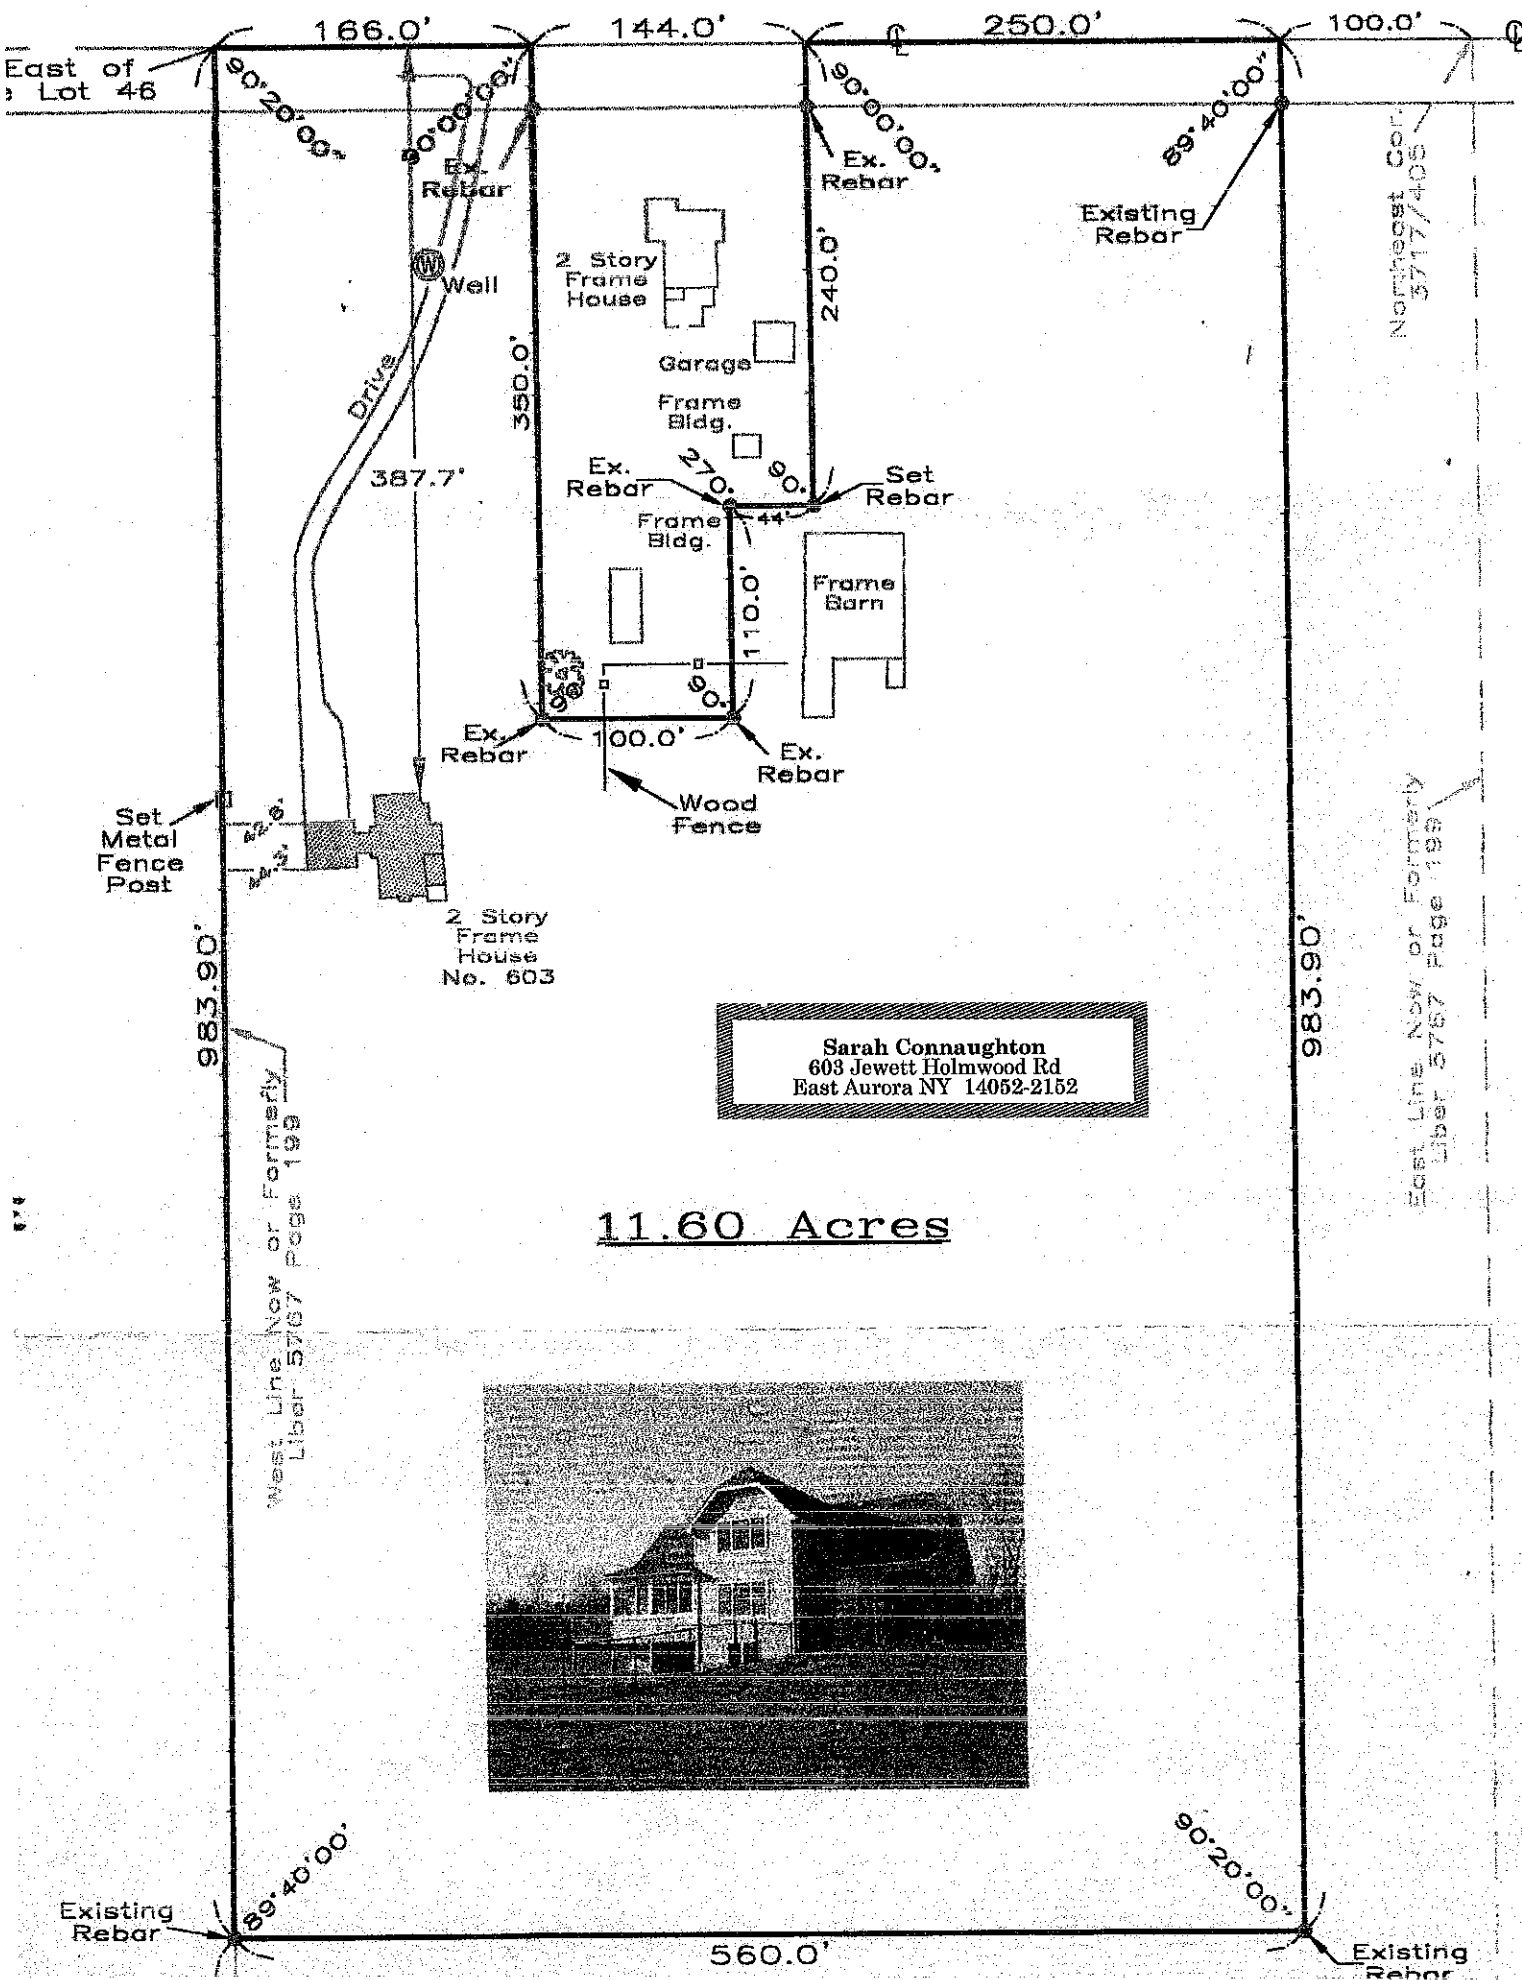 166.0'
144.0'
250.0'
100.0'
East of
Lot 46
90°20'00"
90°00'00"
90°00'00"
89°40'00"
Ex.
Rebar
Ex.
Rebar
Existing
Rebar
Northeast Cor.
3717/405
2 Story
Frame
House
W
Well
240.0'
Garage
350.0'
Drive
Frame
Bldg.
387.7'
Ex.
Rebar
270°
90°
Set
Rebar
44'
Frame
Bldg.
110.0'
Frame
Barn
90°
90°
Ex.
Rebar
100.0'
Ex.
Rebar
Wood
Fence
Set
Metal
Fence
Post
2 Story
Frame
House
No. 603
983.90'
983.90'
East Line Now or Formerly
Liber 5767 Page 199
Sarah Connaughton
603 Jewett Holmwood Rd
East Aurora NY 14052-2152
West Line Now or Formerly
Liber 5767 Page 199
11.60 Acres
89°40'00"
90°20'00"
Existing
Rebar
560.0'
Existing
Rebar